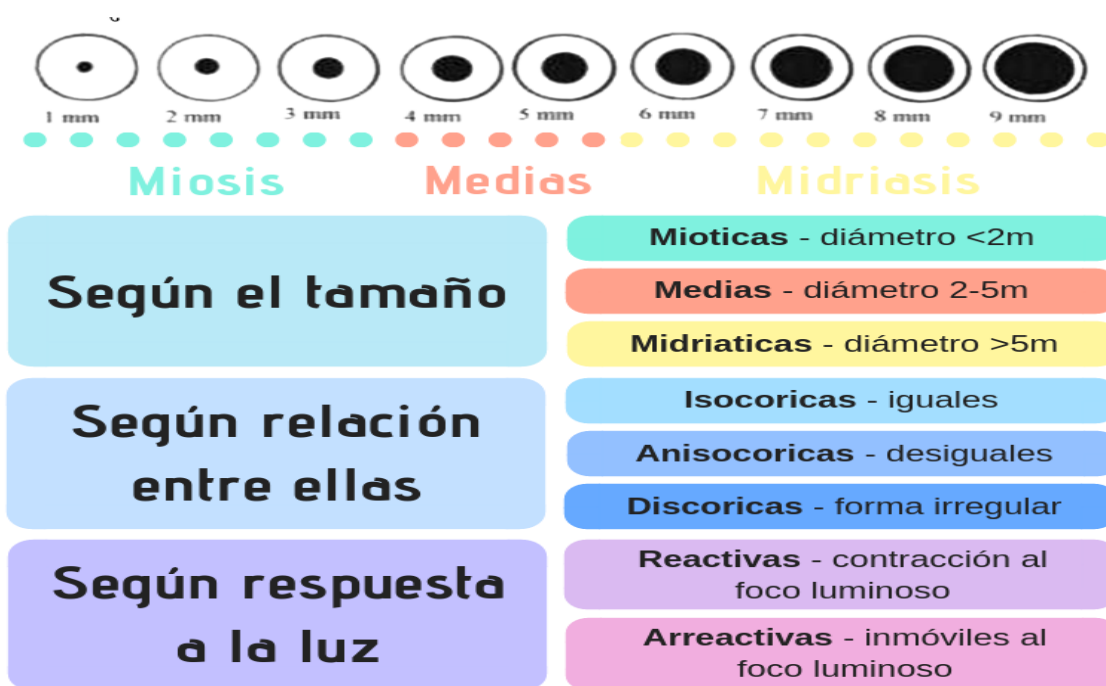 1 mm 2 mm 3 mm 4 mm 5 mm 6 mm 7 mm 8 mm 9 mm
Miosis Medias Midriasis
Según el tamaño
Mioticas - diámetro <2m
Medias - diámetro 2-5m
Midriaticas - diámetro >5m
Según relación
entre ellas
Isocoricas - iguales
Anisocoricas - desiguales
Discoricas - forma irregular
Según respuesta
a la luz
Reactivas - contracción al
foco luminoso
Arreactivas - inmóviles al
foco luminoso